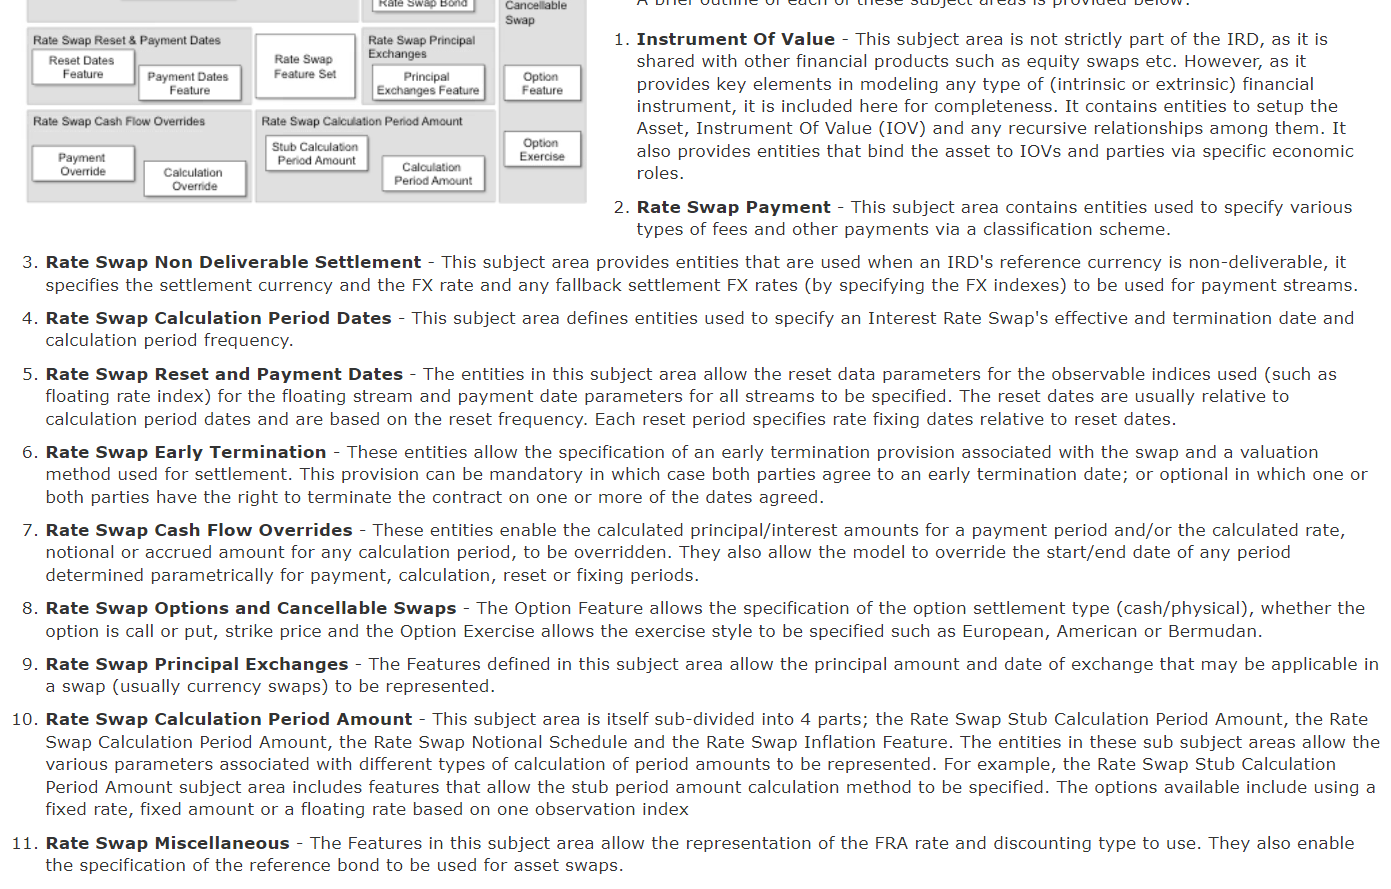 Rate Swap Bond
Cancellable
Swap
Rate Swap Reset & Payment Dates
Reset Dates
Feature
Payment Dates
Feature
Rate Swap
Feature Set
Rate Swap Principal
Exchanges
Principal
Exchanges Feature
Option
Feature
Rate Swap Cash Flow Overrides
Payment
Override
Calculation
Override
Rate Swap Calculation Period Amount
Stub Calculation
Period Amount
Calculation
Period Amount
Option
Exercise
A brief outline of each of these subject areas is provided below:
1. Instrument Of Value - This subject area is not strictly part of the IRD, as it is
shared with other financial products such as equity swaps etc. However, as it
provides key elements in modeling any type of (intrinsic or extrinsic) financial
instrument, it is included here for completeness. It contains entities to setup the
Asset, Instrument Of Value (IOV) and any recursive relationships among them. It
also provides entities that bind the asset to IOVs and parties via specific economic
roles.
2. Rate Swap Payment - This subject area contains entities used to specify various
types of fees and other payments via a classification scheme.
3. Rate Swap Non Deliverable Settlement - This subject area provides entities that are used when an IRD's reference currency is non-deliverable, it
specifies the settlement currency and the FX rate and any fallback settlement FX rates (by specifying the FX indexes) to be used for payment streams.
4. Rate Swap Calculation Period Dates - This subject area defines entities used to specify an Interest Rate Swap's effective and termination date and
calculation period frequency.
5. Rate Swap Reset and Payment Dates - The entities in this subject area allow the reset data parameters for the observable indices used (such as
floating rate index) for the floating stream and payment date parameters for all streams to be specified. The reset dates are usually relative to
calculation period dates and are based on the reset frequency. Each reset period specifies rate fixing dates relative to reset dates.
6. Rate Swap Early Termination - These entities allow the specification of an early termination provision associated with the swap and a valuation
method used for settlement. This provision can be mandatory in which case both parties agree to an early termination date; or optional in which one or
both parties have the right to terminate the contract on one or more of the dates agreed.
7. Rate Swap Cash Flow Overrides - These entities enable the calculated principal/interest amounts for a payment period and/or the calculated rate,
notional or accrued amount for any calculation period, to be overridden. They also allow the model to override the start/end date of any period
determined parametrically for payment, calculation, reset or fixing periods.
8. Rate Swap Options and Cancellable Swaps - The Option Feature allows the specification of the option settlement type (cash/physical), whether the
option is call or put, strike price and the Option Exercise allows the exercise style to be specified such as European, American or Bermudan.
9. Rate Swap Principal Exchanges - The Features defined in this subject area allow the principal amount and date of exchange that may be applicable in
a swap (usually currency swaps) to be represented.
10. Rate Swap Calculation Period Amount - This subject area is itself sub-divided into 4 parts; the Rate Swap Stub Calculation Period Amount, the Rate
Swap Calculation Period Amount, the Rate Swap Notional Schedule and the Rate Swap Inflation Feature. The entities in these sub subject areas allow the
various parameters associated with different types of calculation of period amounts to be represented. For example, the Rate Swap Stub Calculation
Period Amount subject area includes features that allow the stub period amount calculation method to be specified. The options available include using a
fixed rate, fixed amount or a floating rate based on one observation index
11. Rate Swap Miscellaneous - The Features in this subject area allow the representation of the FRA rate and discounting type to use. They also enable
the specification of the reference bond to be used for asset swaps.